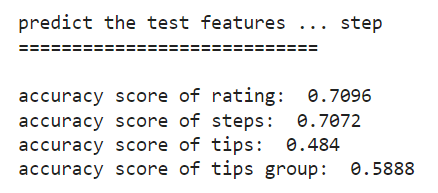 predict the test features ... step
============================
accuracy score of rating:  0.7096
accuracy score of steps:  0.7072
accuracy score of tips:  0.484
accuracy score of tips group:  0.5888